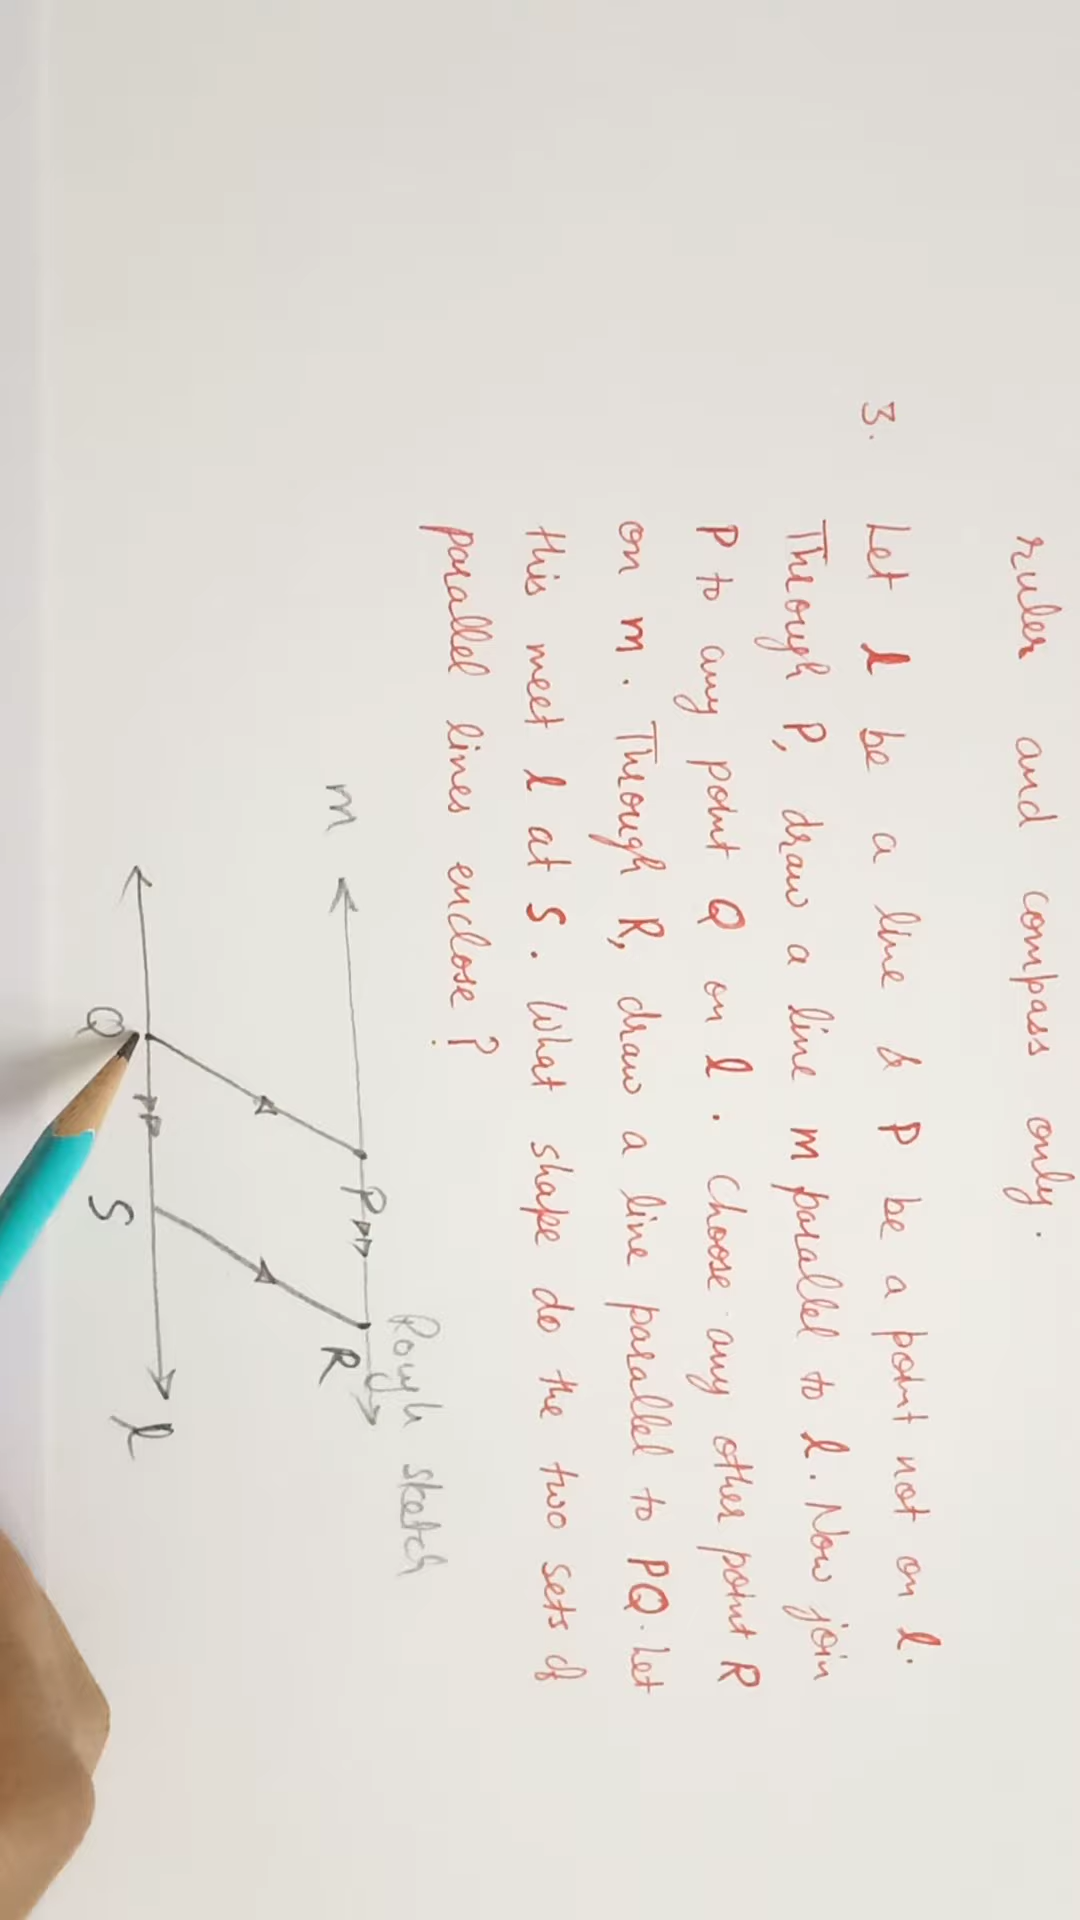 ruler and compass only.
3. Let l be a line & P be a point not on l.
Through P, draw a line m parallel to l. Now join
P to any point Q on l. Choose any other point R
on m. Through R, draw a line parallel to PQ. Let
this meet l at S. What shape do the two sets of
parallel lines enclose?
Rough sketch
m P R
Q S l